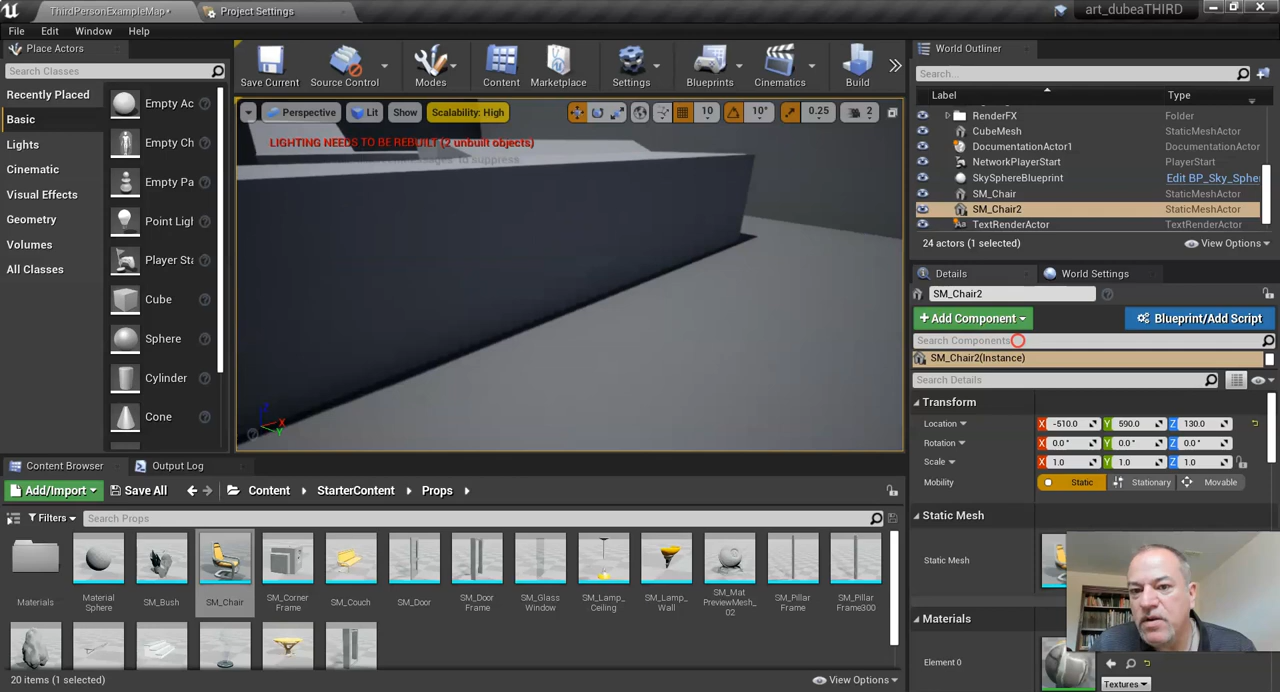 ThirdPersonExampleMap*
Project Settings
art_dubeaTHIRD
File Edit Window Help
Place Actors
Search Classes
Recently Placed
Basic
Lights
Cinematic
Visual Effects
Geometry
Volumes
All Classes
Empty Ac
Empty Ch
Empty Pa
Point Ligh
Player Sta
Cube
Sphere
Cylinder
Cone
Save Current
Source Control
Modes
Content
Marketplace
Settings
Blueprints
Cinematics
Build
Perspective
Lit
Show
Scalability: High
10
10°
0.25
2
LIGHTING NEEDS TO BE REBUILT (2 unbuilt objects)
to suppress
X
Y
World Outliner
Search...
Label Type
RenderFX Folder
CubeMesh StaticMeshActor
DocumentationActor1 DocumentationActor
NetworkPlayerStart PlayerStart
SkySphereBlueprint Edit BP_Sky_Sphe
SM_Chair StaticMeshActor
SM_Chair2 StaticMeshActor
TextRenderActor TextRenderActor
24 actors (1 selected)
View Options
Details
World Settings
SM_Chair2
+Add Component
Blueprint/Add Script
Search Components
SM_Chair2(Instance)
Search Details
Transform
Location X -510.0 Y 590.0 Z 130.0
Rotation X 0.0° Y 0.0° Z 0.0°
Scale X 1.0 Y 1.0 Z 1.0
Mobility Static Stationary Movable
Static Mesh
Static Mesh
Materials
Element 0
Textures
Content Browser
Output Log
Add/Import
Save All
Content
StarterContent
Props
Filters
Search Props
Materials
Material Sphere
SM_Bush
SM_Chair
SM_Corner Frame
SM_Couch
SM_Door
SM_Door Frame
SM_Glass Window
SM_Lamp_ Ceiling
SM_Lamp_ Wall
SM_Mat PreviewMesh_ 02
SM_Pillar Frame
SM_Pillar Frame300
20 items (1 selected)
View Options